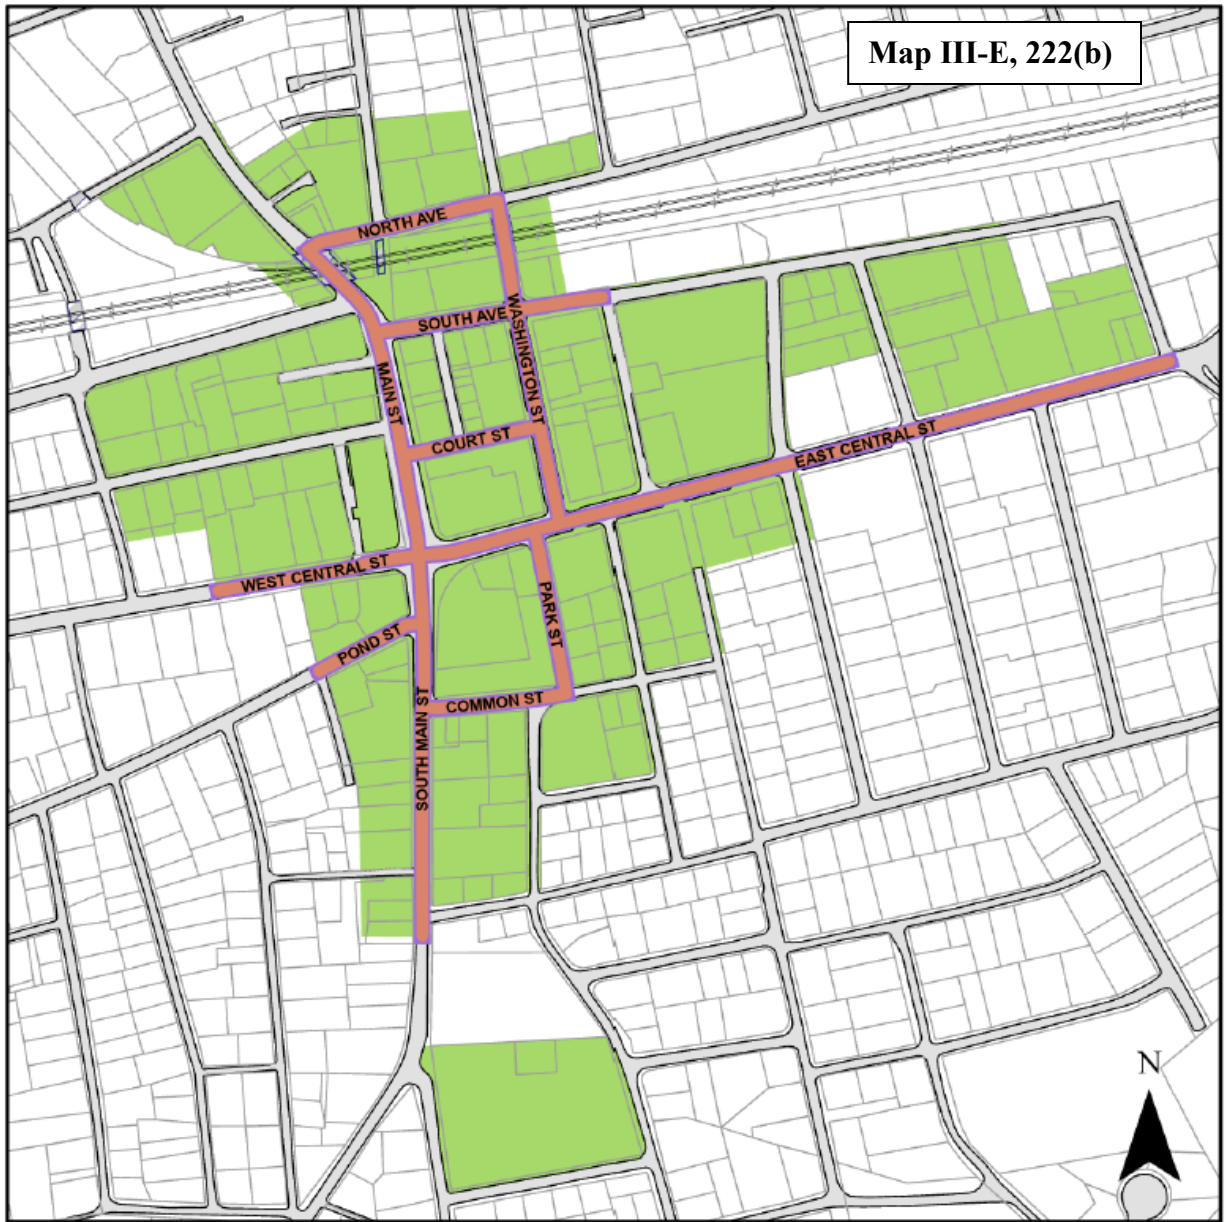 Map III-E, 222(b)
NORTH AVE
SOUTH AVE
WASHINGTON ST
MAIN ST
COURT ST
EAST CENTRAL ST
WEST CENTRAL ST
PARK ST
POND ST
COMMON ST
SOUTH MAIN ST
N